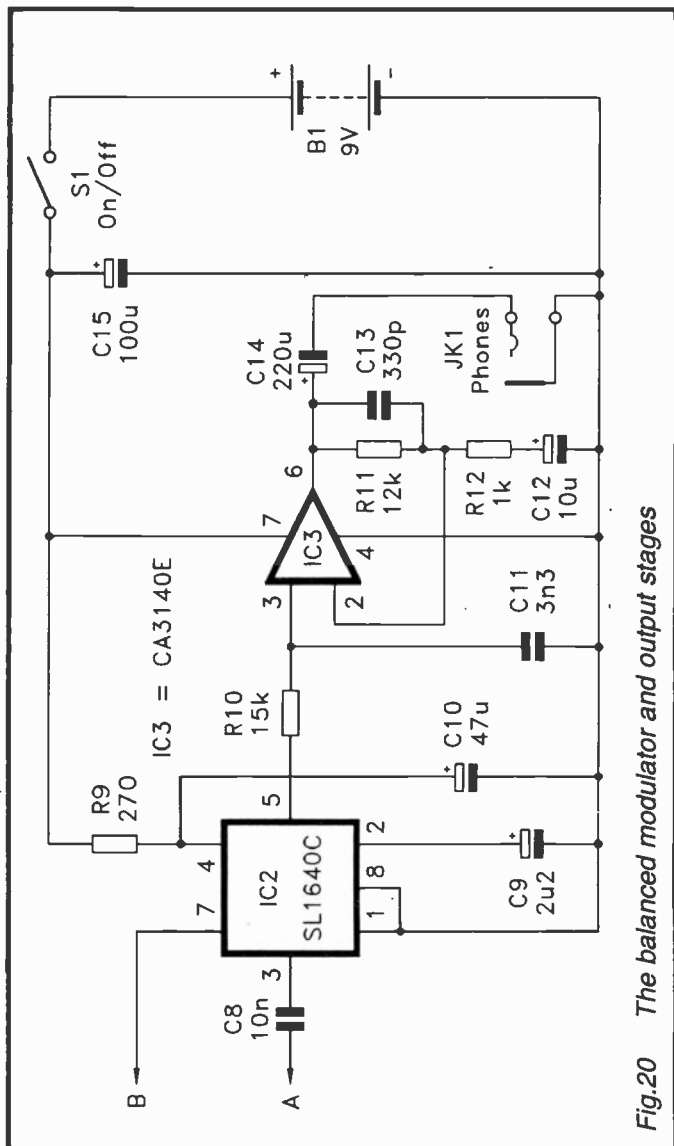 B
A
C8
10n
3
7
4
IC2
SL1640C
1
8
2
5
C9
2u2
+
R9
270
C10
47u
+
R10
15k
IC3 = CA3140E
C11
3n3
3
2
7
4
6
IC3
R11
12k
R12
1k
C12
10u
+
C13
330p
C14
220u
+
JK1
Phones
C15
100u
+
S1
On/Off
B1
9V
+
-
Fig.20 The balanced modulator and output stages